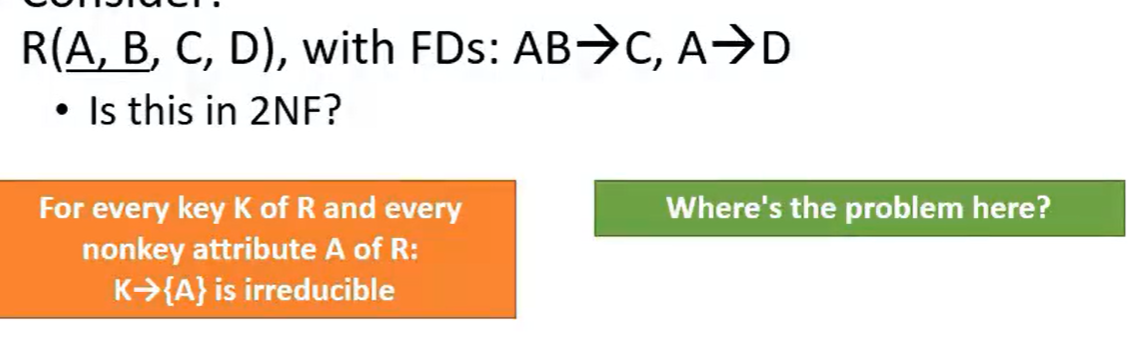 R(A, B, C, D), with FDs: AB→C, A→D
• Is this in 2NF?
For every key K of R and every
nonkey attribute A of R:
K→{A} is irreducible
Where's the problem here?